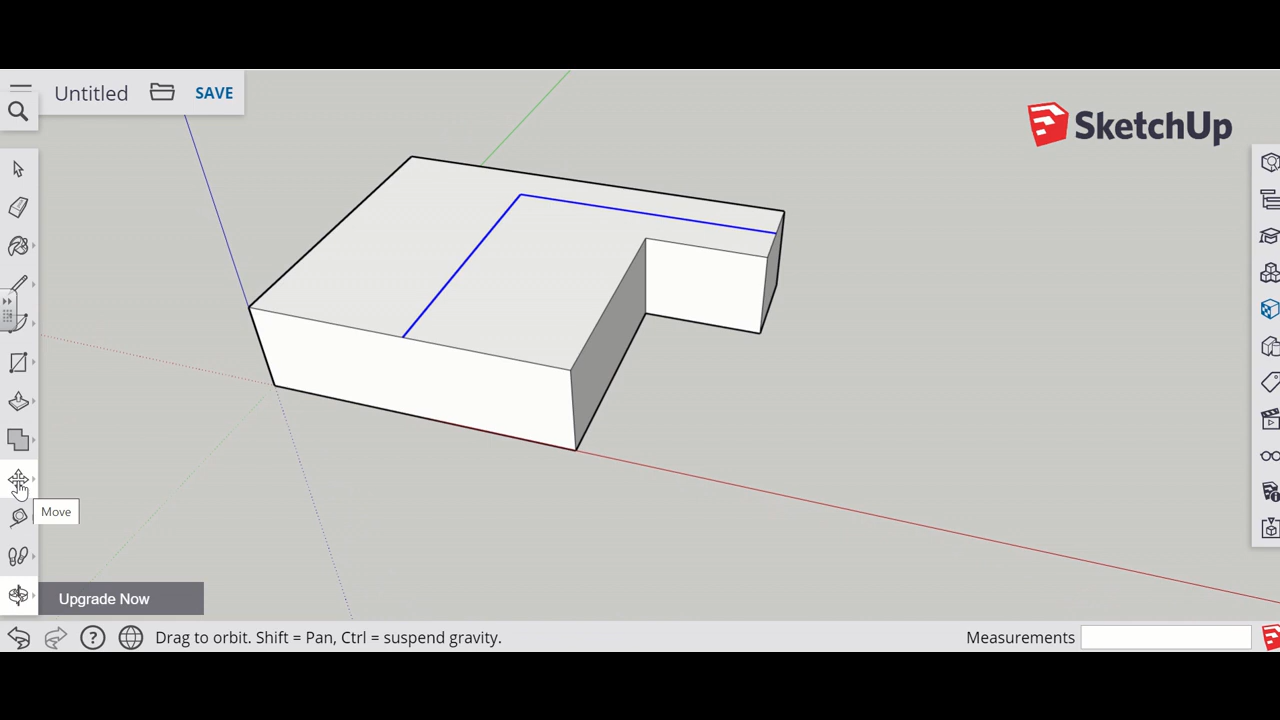 Untitled
SAVE
SketchUp
Move
Upgrade Now
Drag to orbit. Shift = Pan, Ctrl = suspend gravity.
Measurements